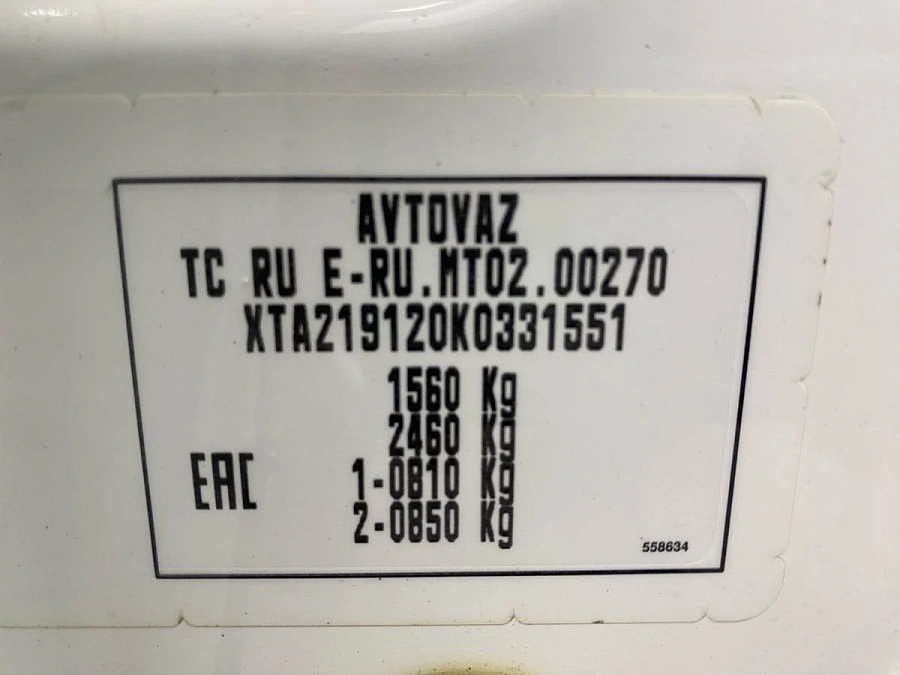 AVTOVAZ
TC RU E-RU.MT02.00270
XTA219120K0331551
1560 Kg
2460 Kg
1-0810 Kg
2-0850 Kg
EAC
558634